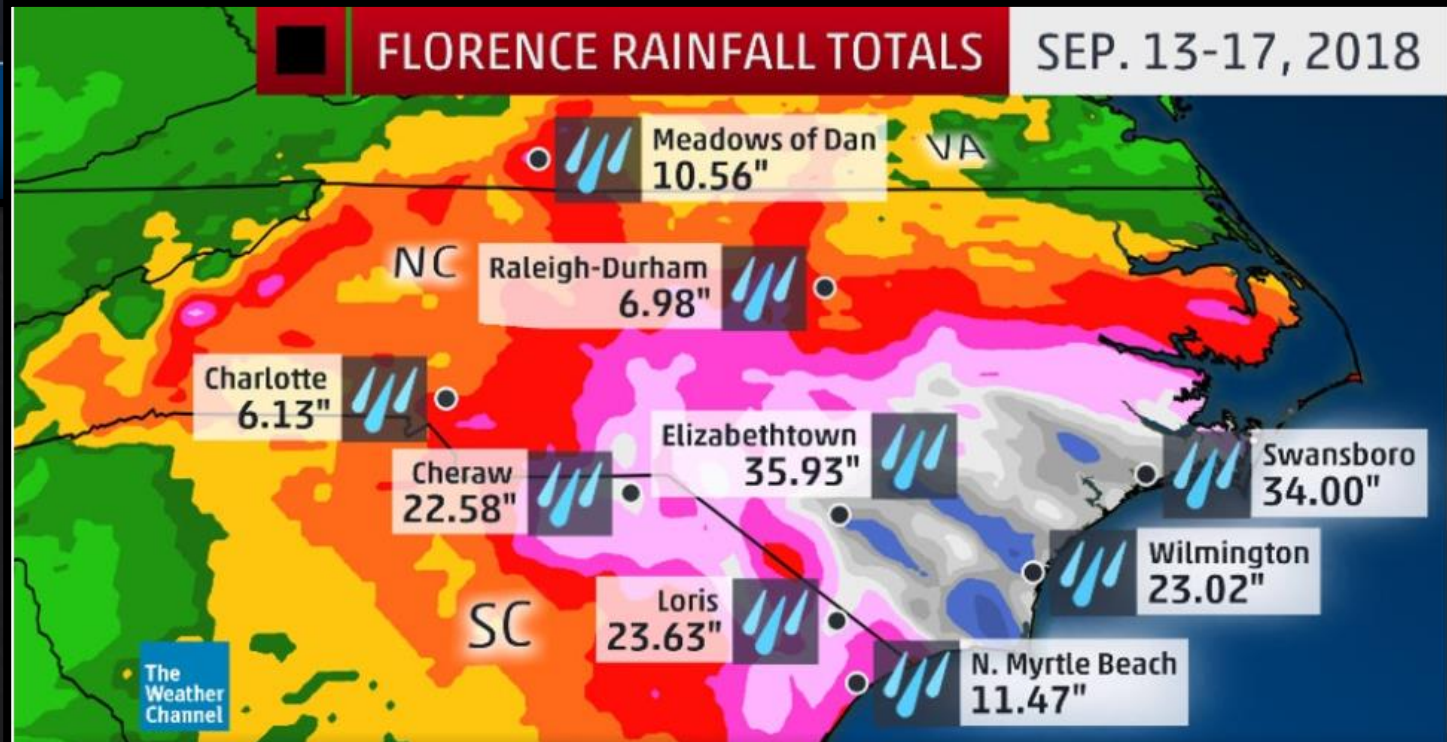 FLORENCE RAINFALL TOTALS
SEP. 13-17, 2018
Meadows of Dan
10.56"
VA
NC
Raleigh-Durham
6.98"
Charlotte
6.13"
Elizabethtown
35.93"
Swansboro
34.00"
Cheraw
22.58"
Wilmington
23.02"
Loris
23.63"
SC
N. Myrtle Beach
11.47"
The
Weather
Channel